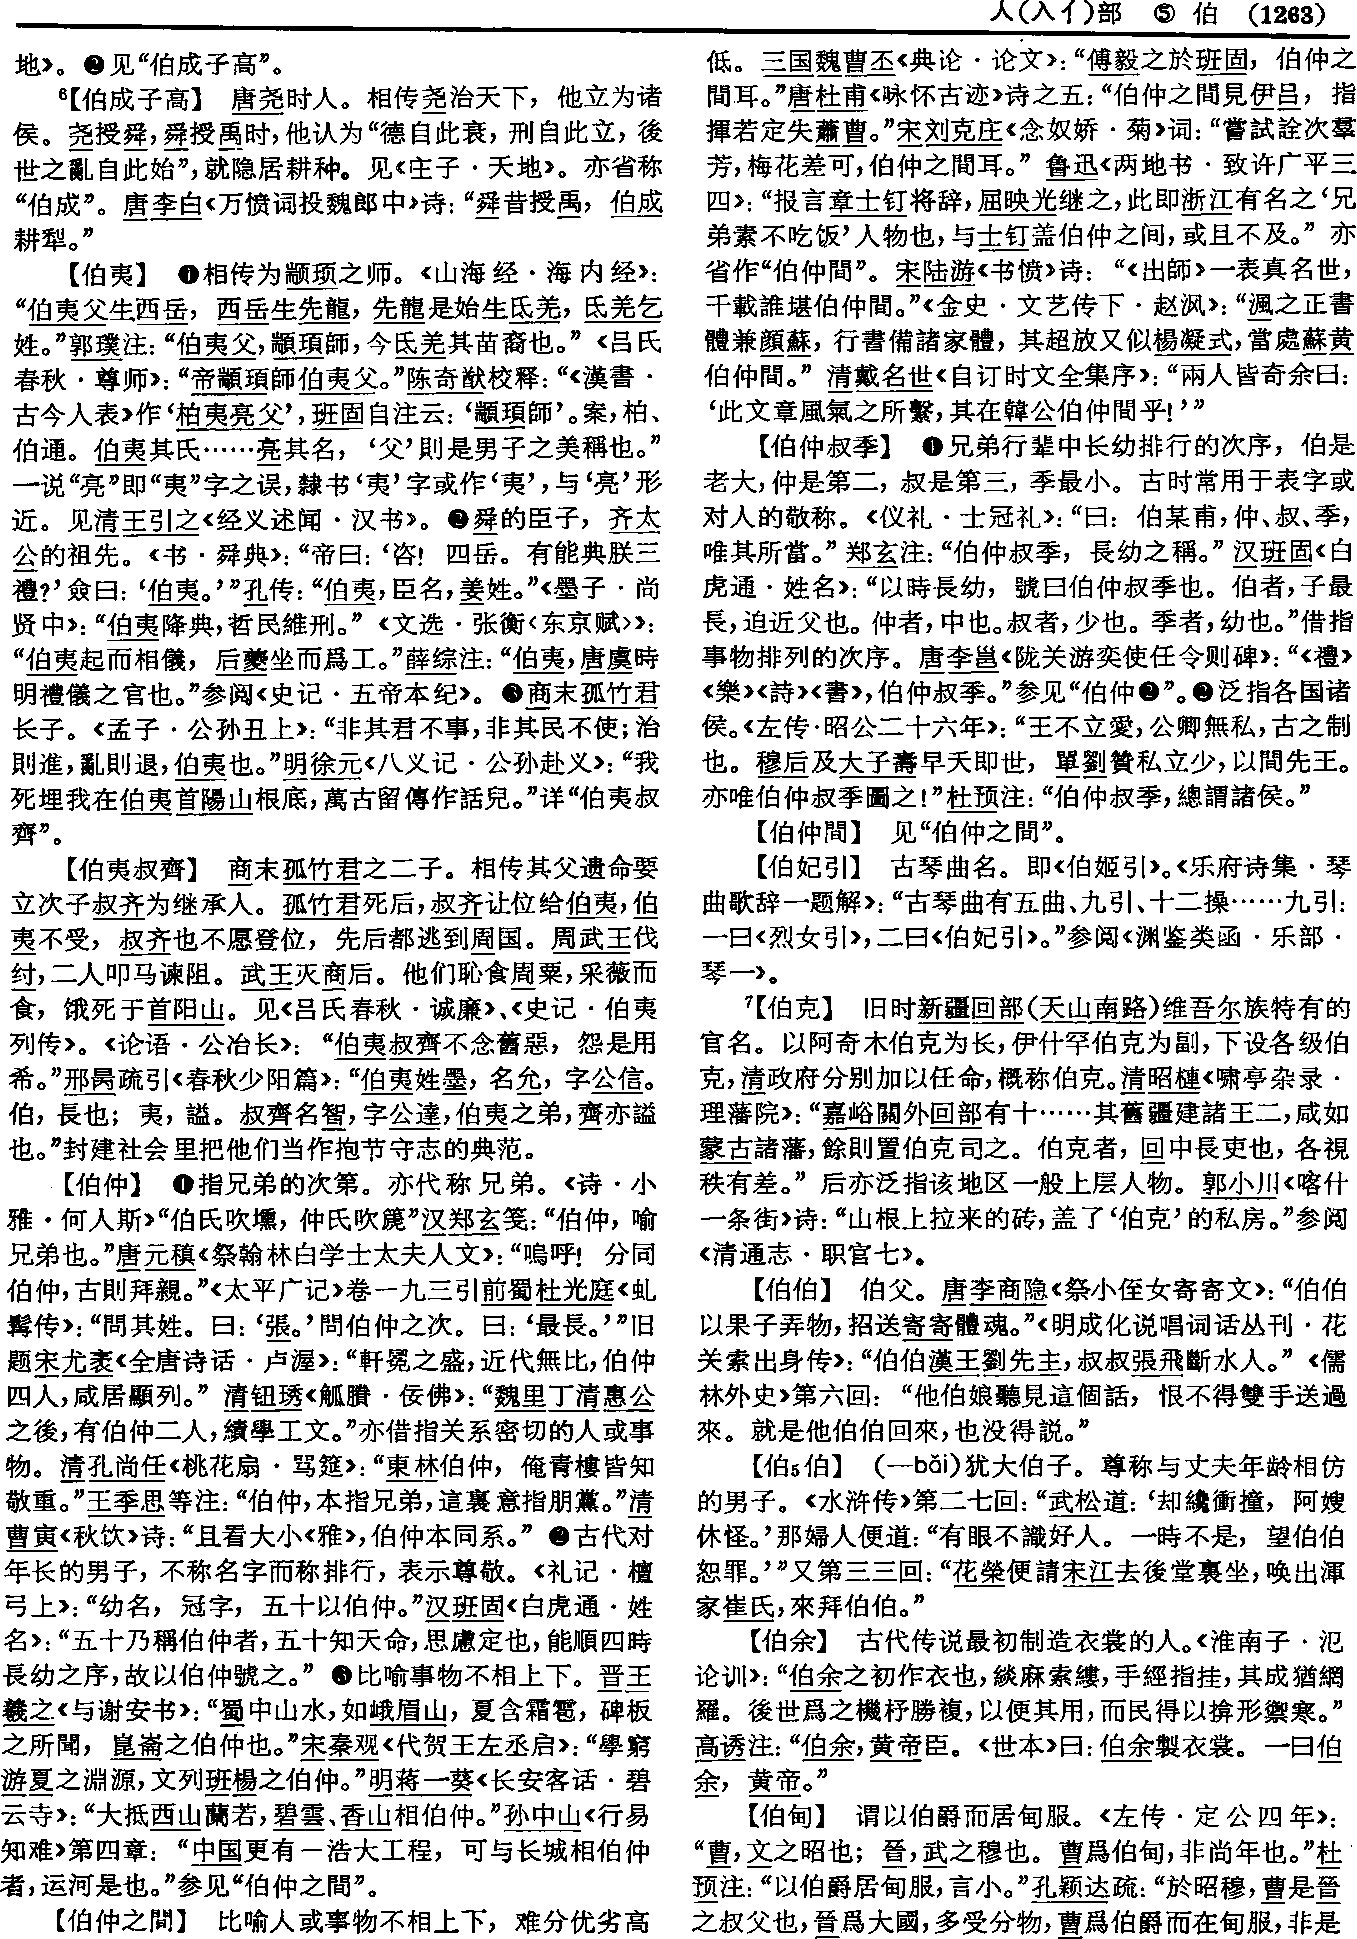 人(入亻)部 ⑤ 伯 (1263)
地》。❷见“伯成子高”。
⁶【伯成子高】 唐尧时人。相传尧治天下，他立为诸
侯。尧授舜，舜授禹时，他认为“德自此衰，刑自此立，後
世之亂自此始”，就隐居耕种。见《庄子·天地》。亦省称
“伯成”。唐李白《万愤词投魏郎中》诗：“舜昔授禹，伯成
耕犁。”
【伯夷】 ❶相传为颛顼之师。《山海经·海内经》：
“伯夷父生西岳，西岳生先龍，先龍是始生氐羌，氐羌乞
姓。”郭璞注：“伯夷父，顓頊師，今氐羌其苗裔也。”《吕氏
春秋·尊师》：“帝顓頊師伯夷父。”陈奇猷校释：“《漢書·
古今人表》作‘柏夷亮父’，班固自注云：‘顓頊師’。案，柏、
伯通。伯夷其氏……亮其名，‘父’則是男子之美稱也。”
一说“亮”即“夷”字之误，隸书‘夷’字或作‘夷’，与‘亮’形
近。见清王引之《经义述闻·汉书》。❷舜的臣子，齐太
公的祖先。《书·舜典》：“帝曰：‘咨！四岳。有能典朕三
禮？’僉曰：‘伯夷。’”孔传：“伯夷，臣名，姜姓。”《墨子·尚
贤中》：“伯夷降典，哲民維刑。”《文选·张衡〈东京赋〉》：
“伯夷起而相儀，后夔坐而爲工。”薛综注：“伯夷，唐虞時
明禮儀之官也。”参阅《史记·五帝本纪》。❸商末孤竹君
长子。《孟子·公孙丑上》：“非其君不事，非其民不使；治
則進，亂則退，伯夷也。”明徐元《八义记·公孙赴义》：“我
死埋我在伯夷首陽山根底，萬古留傳作話兒。”详“伯夷叔
齊”。
【伯夷叔齊】 商末孤竹君之二子。相传其父遗命要
立次子叔齐为继承人。孤竹君死后，叔齐让位给伯夷，伯
夷不受，叔齐也不愿登位，先后都逃到周国。周武王伐
纣，二人叩马谏阻。武王灭商后。他们耻食周粟，采薇而
食，饿死于首阳山。见《吕氏春秋·诚廉》、《史记·伯夷
列传》。《论语·公冶长》：“伯夷叔齊不念舊惡，怨是用
希。”邢昺疏引《春秋少阳篇》：“伯夷姓墨，名允，字公信。
伯，長也；夷，謚。叔齊名智，字公達，伯夷之弟，齊亦謚
也。”封建社会里把他们当作抱节守志的典范。
【伯仲】 ❶指兄弟的次第。亦代称兄弟。《诗·小
雅·何人斯》“伯氏吹壎，仲氏吹篪”汉郑玄笺：“伯仲，喻
兄弟也。”唐元稹《祭翰林白学士太夫人文》：“嗚呼！分同
伯仲，古則拜親。”《太平广记》卷一九三引前蜀杜光庭《虬
髯传》：“問其姓。曰：‘張。’問伯仲之次。曰：‘最長。’”旧
题宋尤袤《全唐诗话·卢渥》：“軒冕之盛，近代無比，伯仲
四人，咸居顯列。”清钮琇《觚賸·佞佛》：“魏里丁清惠公
之後，有伯仲二人，績學工文。”亦借指关系密切的人或事
物。清孔尚任《桃花扇·骂筵》：“東林伯仲，俺青樓皆知
敬重。”王季思等注：“伯仲，本指兄弟，這裏意指朋黨。”清
曹寅《秋饮》诗：“且看大小《雅》，伯仲本同系。”❷古代对
年长的男子，不称名字而称排行，表示尊敬。《礼记·檀
弓上》：“幼名，冠字，五十以伯仲。”汉班固《白虎通·姓
名》：“五十乃稱伯仲者，五十知天命，思慮定也，能順四時
長幼之序，故以伯仲號之。”❸比喻事物不相上下。晋王
羲之《与谢安书》：“蜀中山水，如峨眉山，夏含霜雹，碑板
之所聞，崑崙之伯仲也。”宋秦观《代贺王左丞启》：“學窮
游夏之淵源，文列班楊之伯仲。”明蒋一葵《长安客话·碧
云寺》：“大抵西山蘭若，碧雲、香山相伯仲。”孙中山《行易
知难》第四章：“中国更有一浩大工程，可与长城相伯仲
者，运河是也。”参见“伯仲之間”。
【伯仲之間】 比喻人或事物不相上下，难分优劣高
低。三国魏曹丕《典论·论文》：“傅毅之於班固，伯仲之
間耳。”唐杜甫《咏怀古迹》诗之五：“伯仲之間見伊吕，指
揮若定失蕭曹。”宋刘克庄《念奴娇·菊》词：“嘗試詮次羣
芳，梅花差可，伯仲之間耳。”鲁迅《两地书·致许广平三
四》：“报言章士钉将辞，屈映光继之，此即浙江有名之‘兄
弟素不吃饭’人物也，与士钉盖伯仲之间，或且不及。”亦
省作“伯仲間”。宋陆游《书愤》诗：“《出師》一表真名世，
千載誰堪伯仲間。”《金史·文艺传下·赵沨》：“渢之正書
體兼顔蘇，行書備諸家體，其超放又似楊凝式，當處蘇黄
伯仲間。”清戴名世《自订时文全集序》：“兩人皆奇余曰：
‘此文章風氣之所繫，其在韓公伯仲間乎！’”
【伯仲叔季】 ❶兄弟行辈中长幼排行的次序，伯是
老大，仲是第二，叔是第三，季最小。古时常用于表字或
对人的敬称。《仪礼·士冠礼》：“曰：伯某甫，仲、叔、季，
唯其所當。”郑玄注：“伯仲叔季，長幼之稱。”汉班固《白
虎通·姓名》：“以時長幼，號曰伯仲叔季也。伯者，子最
長，迫近父也。仲者，中也。叔者，少也。季者，幼也。”借指
事物排列的次序。唐李邕《陇关游奕使任令则碑》：“《禮》
《樂》《詩》《書》，伯仲叔季。”参见“伯仲❷”。❷泛指各国诸
侯。《左传·昭公二十六年》：“王不立愛，公卿無私，古之制
也。穆后及大子壽早夭即世，單劉贊私立少，以間先王。
亦唯伯仲叔季圖之！”杜预注：“伯仲叔季，總謂諸侯。”
【伯仲間】 见“伯仲之間”。
【伯妃引】 古琴曲名。即《伯姬引》。《乐府诗集·琴
曲歌辞一题解》：“古琴曲有五曲、九引、十二操……九引：
一曰《烈女引》，二曰《伯妃引》。”参阅《渊鉴类函·乐部·
琴一》。
⁷【伯克】 旧时新疆回部(天山南路)维吾尔族特有的
官名。以阿奇木伯克为长，伊什罕伯克为副，下设各级伯
克，清政府分别加以任命，概称伯克。清昭槤《啸亭杂录·
理藩院》：“嘉峪關外回部有十……其舊疆建諸王二，咸如
蒙古諸藩，餘則置伯克司之。伯克者，回中長吏也，各視
秩有差。”后亦泛指该地区一般上层人物。郭小川《喀什
一条街》诗：“山根上拉来的砖，盖了‘伯克’的私房。”参阅
《清通志·职官七》。
【伯伯】 伯父。唐李商隐《祭小侄女寄寄文》：“伯伯
以果子弄物，招送寄寄體魂。”《明成化说唱词话丛刊·花
关索出身传》：“伯伯漢王劉先主，叔叔張飛斷水人。”《儒
林外史》第六回：“他伯娘聽見這個話，恨不得雙手送過
來。就是他伯伯回來，也没得説。”
【伯₅伯】 （一bǎi）犹大伯子。尊称与丈夫年龄相仿
的男子。《水浒传》第二七回：“武松道：‘却纔衝撞，阿嫂
休怪。’那婦人便道：“有眼不識好人。一時不是，望伯伯
恕罪。’”又第三三回：“花榮便請宋江去後堂裏坐，唤出渾
家崔氏，來拜伯伯。”
【伯余】 古代传说最初制造衣裳的人。《淮南子·氾
论训》：“伯余之初作衣也，緂麻索縷，手經指挂，其成猶網
羅。後世爲之機杼勝複，以便其用，而民得以揜形禦寒。”
高诱注：“伯余，黄帝臣。《世本》曰：伯余製衣裳。一曰伯
余，黄帝。”
【伯甸】 谓以伯爵而居甸服。《左传·定公四年》：
“曹，文之昭也；晉，武之穆也。曹爲伯甸，非尚年也。”杜
预注：“以伯爵居甸服，言小。”孔颖达疏：“於昭穆，曹是晉
之叔父也，晉爲大國，多受分物，曹爲伯爵而在甸服，非是